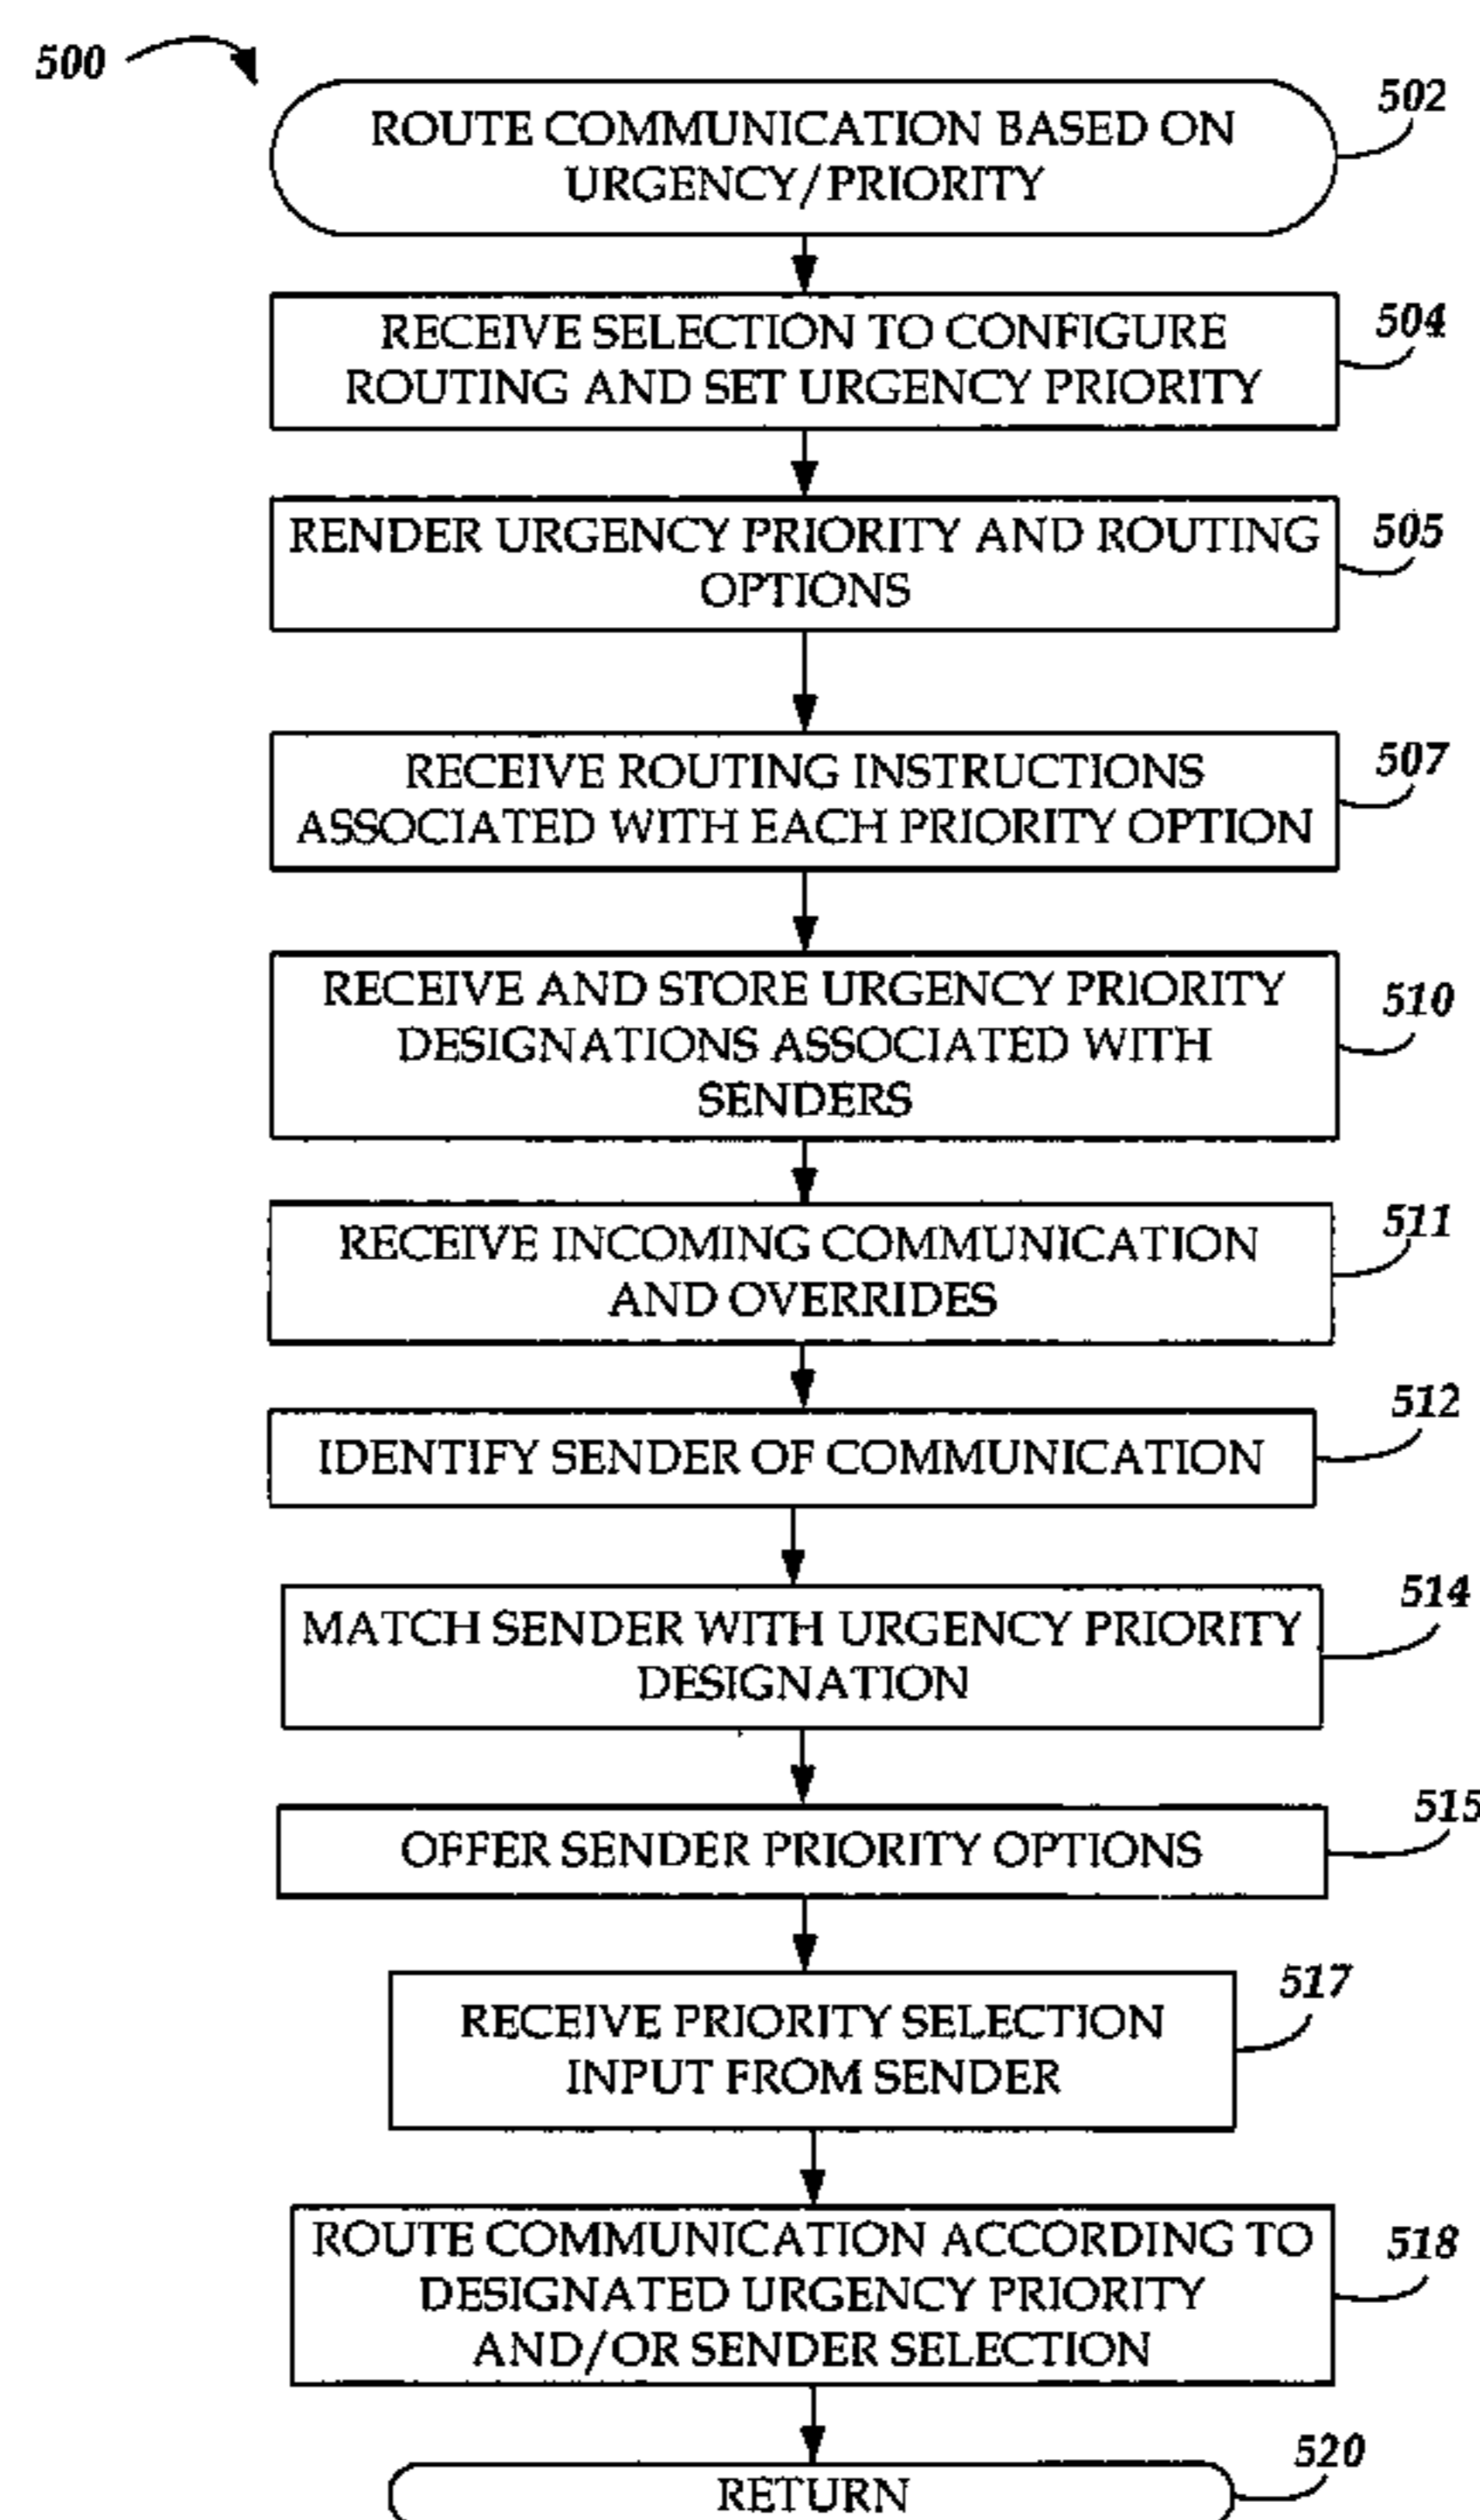 500
502
ROUTE COMMUNICATION BASED ON
URGENCY/PRIORITY
504
RECEIVE SELECTION TO CONFIGURE
ROUTING AND SET URGENCY PRIORITY
505
RENDER URGENCY PRIORITY AND ROUTING
OPTIONS
507
RECEIVE ROUTING INSTRUCTIONS
ASSOCIATED WITH EACH PRIORITY OPTION
510
RECEIVE AND STORE URGENCY PRIORITY
DESIGNATIONS ASSOCIATED WITH
SENDERS
511
RECEIVE INCOMING COMMUNICATION
AND OVERRIDES
512
IDENTIFY SENDER OF COMMUNICATION
514
MATCH SENDER WITH URGENCY PRIORITY
DESIGNATION
515
OFFER SENDER PRIORITY OPTIONS
517
RECEIVE PRIORITY SELECTION
INPUT FROM SENDER
518
ROUTE COMMUNICATION ACCORDING TO
DESIGNATED URGENCY PRIORITY
AND/OR SENDER SELECTION
520
RETURN